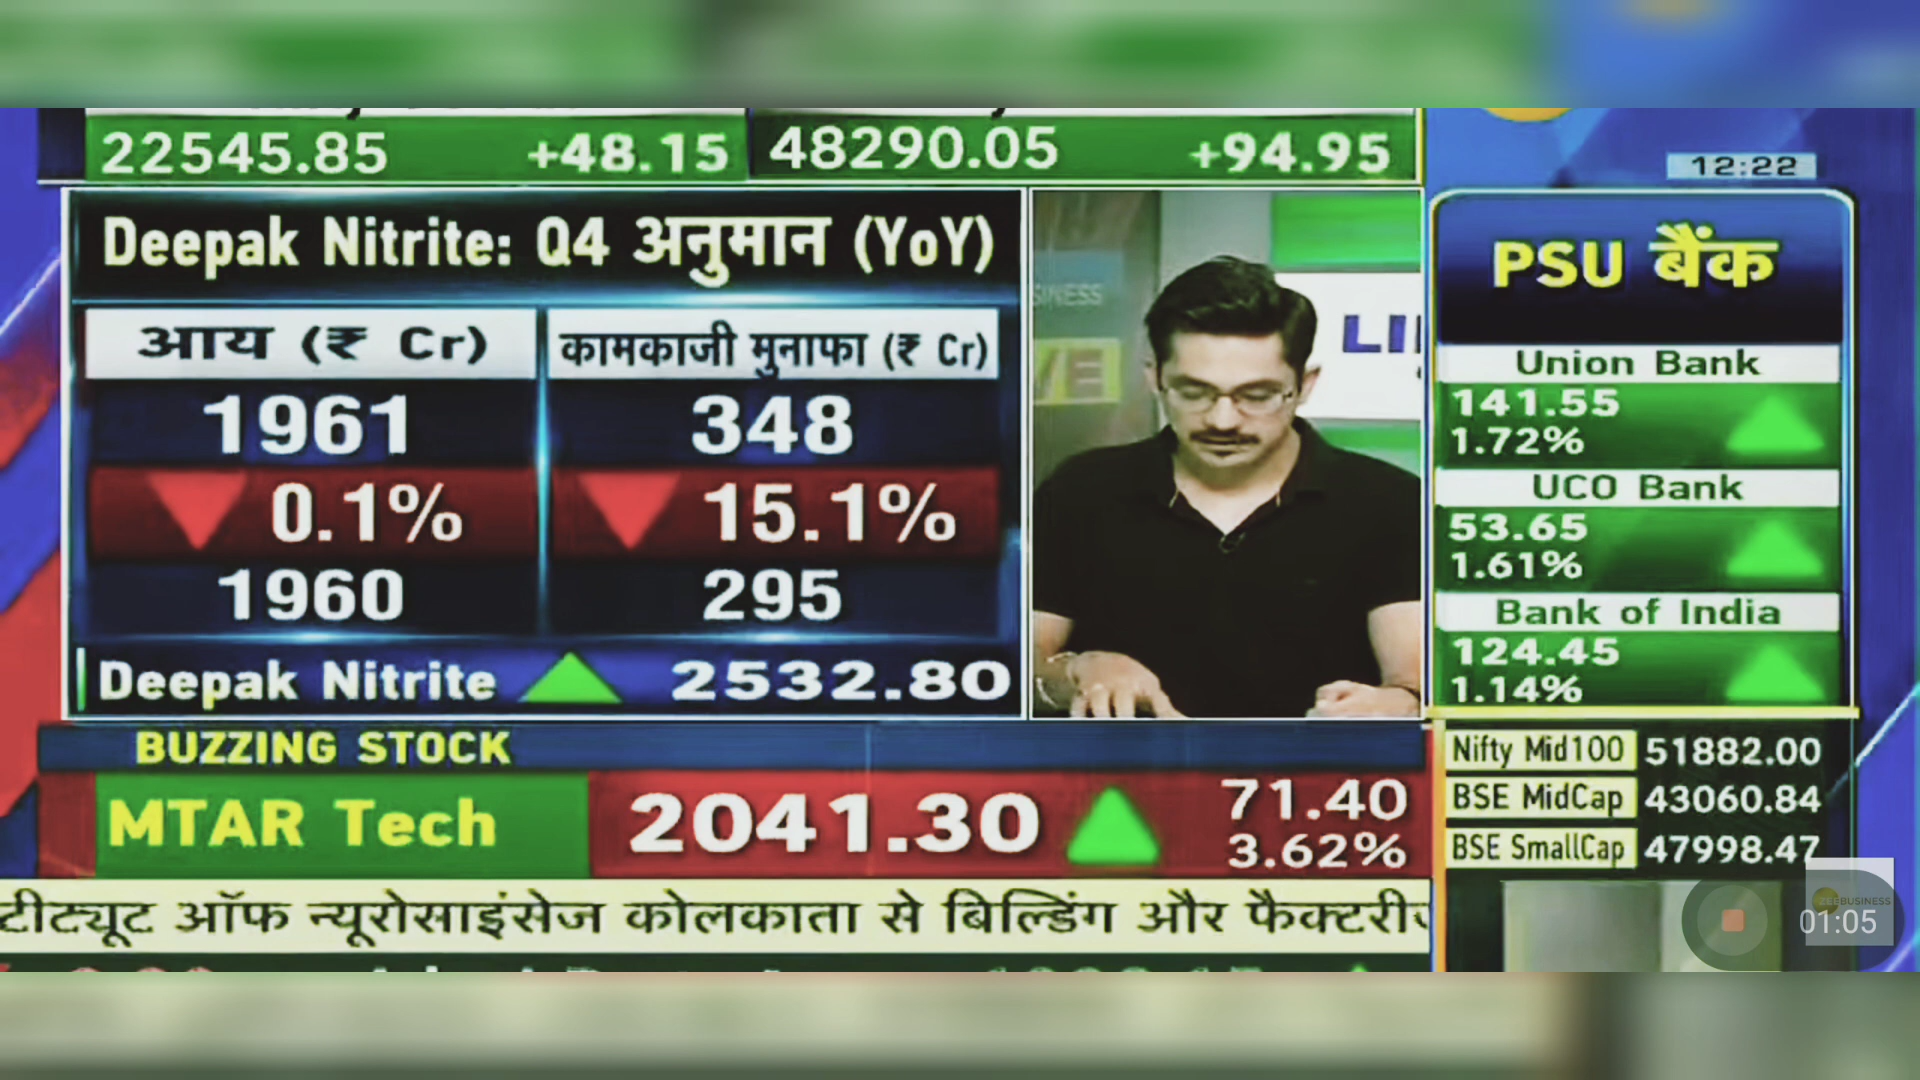 22545.85 +48.15 48290.05 +94.95
12:22
Deepak Nitrite: Q4 अनुमान (YoY)
आय (₹ Cr) कामकाजी मुनाफा (₹ Cr)
1961 348
0.1% 15.1%
1960 295
Deepak Nitrite 2532.80
LI
PSU बैंक
Union Bank
141.55
1.72%
UCO Bank
53.65
1.61%
Bank of India
124.45
1.14%
BUZZING STOCK
MTAR Tech 2041.30 71.40
3.62%
Nifty Mid100 51882.00
BSE MidCap 43060.84
BSE SmallCap 47998.47
टीट्यूट ऑफ न्यूरोसाइंसेज कोलकाता से बिल्डिंग और फैक्टरीज
ZEEBUSINESS
01:05